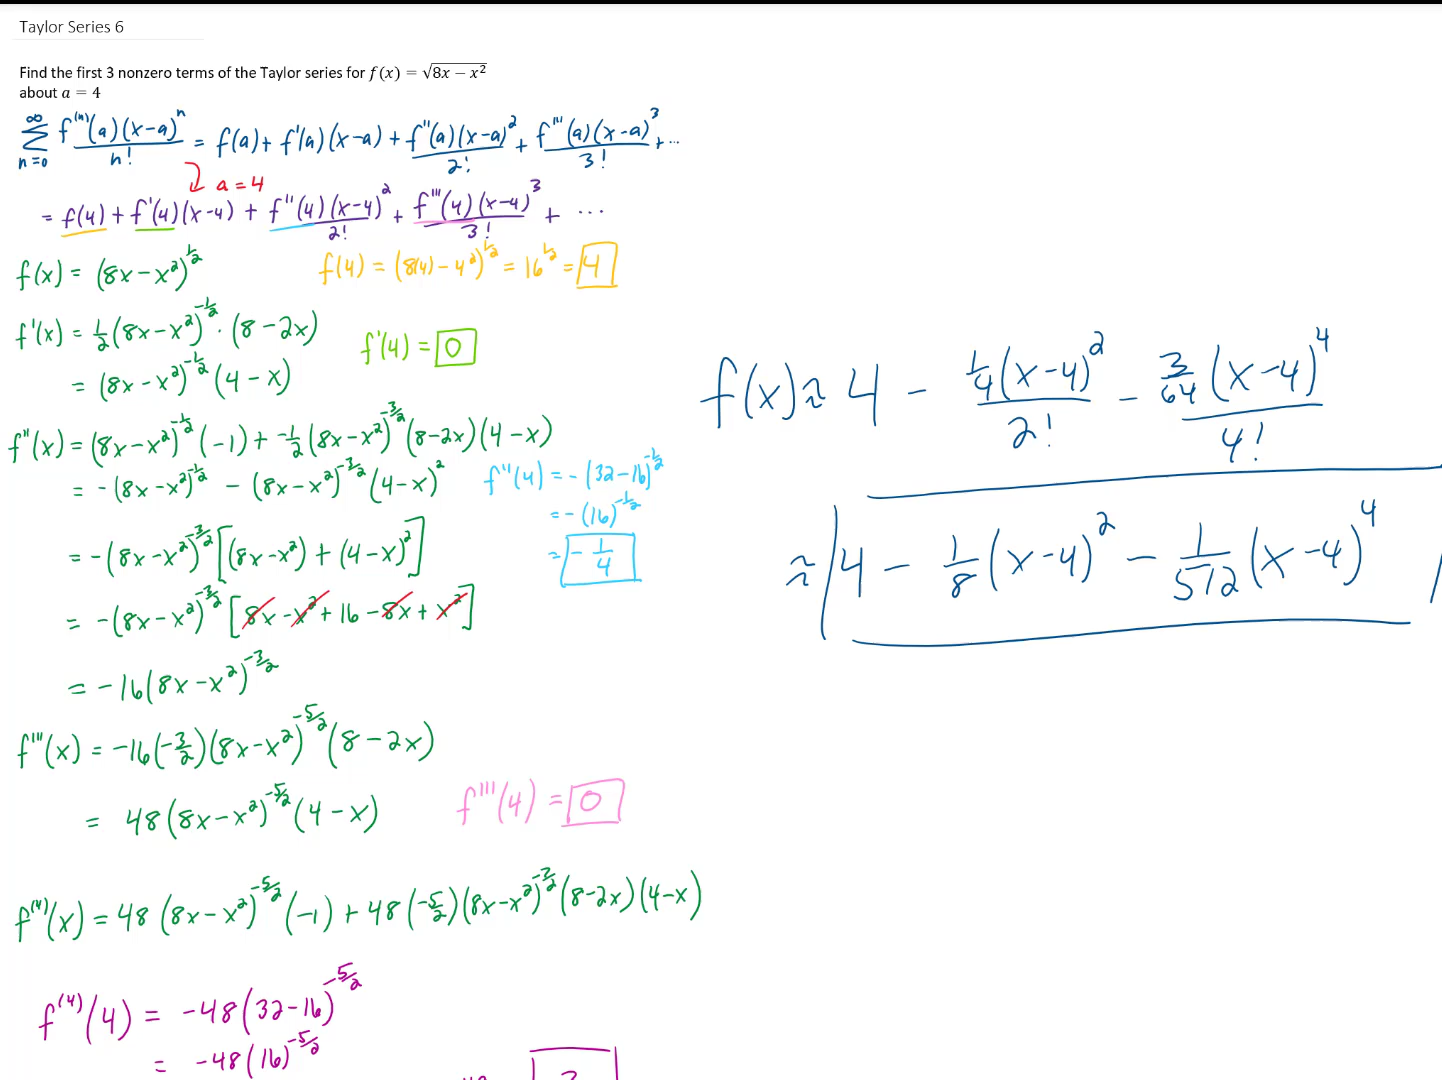 Taylor Series 6
Find the first 3 nonzero terms of the Taylor series for f(x) = √(8x − x²)
about a = 4
∞ Σ n=0 f⁽ⁿ⁾(a)(x-a)ⁿ / n! = f(a) + f'(a)(x-a) + f''(a)(x-a)² / 2! + f'''(a)(x-a)³ / 3! + ...
a = 4
= f(4) + f'(4)(x-4) + f''(4)(x-4)² / 2! + f'''(4)(x-4)³ / 3! + ...
f(x) = (8x-x²)^1/2
f(4) = (8(4) - 4²)^1/2 = 16^1/2 = 4
f'(x) = 1/2 (8x-x²)^-1/2 · (8-2x)
= (8x-x²)^-1/2 (4-x)
f'(4) = 0
f''(x) = (8x-x²)^-1/2 (-1) + -1/2 (8x-x²)^-3/2 (8-2x)(4-x)
= -(8x-x²)^-1/2 - (8x-x²)^-3/2 (4-x)²
= -(8x-x²)^-3/2 [(8x-x²) + (4-x)²]
= -(8x-x²)^-3/2 [8x - x² + 16 - 8x + x²]
= -16(8x-x²)^-3/2
f''(4) = -(32-16)^-1/2
= -(16)^-1/2
= -1/4
f'''(x) = -16(-3/2)(8x-x²)^-5/2 (8-2x)
= 48(8x-x²)^-5/2 (4-x)
f'''(4) = 0
f⁽⁴⁾(x) = 48(8x-x²)^-5/2 (-1) + 48(-5/2)(8x-x²)^-7/2 (8-2x)(4-x)
f⁽⁴⁾(4) = -48(32-16)^-5/2
= -48(16)^-5/2
f(x) ≈ 4 - 1/4 (x-4)² / 2! - 3/64 (x-4)⁴ / 4!
≈ 4 - 1/8 (x-4)² - 1/512 (x-4)⁴